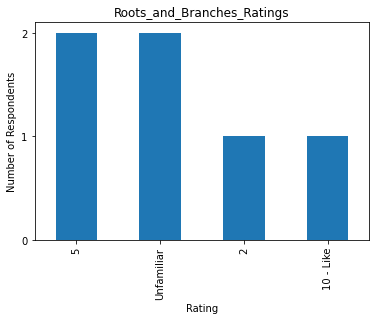 Roots_and_Branches_Ratings
Number of Respondents
2
1
0
5
Unfamiliar
2
10 - Like
Rating